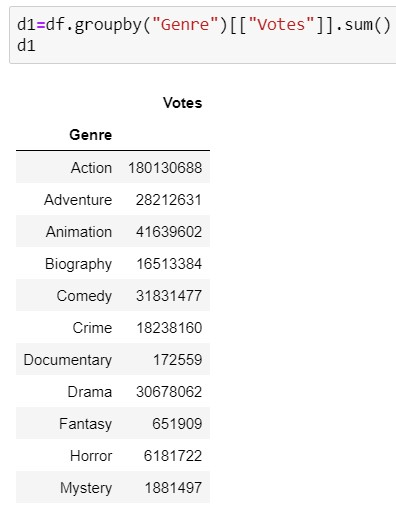 d1=df.groupby("Genre")[["Votes"]].sum()
d1
Votes
Genre
Action 180130688
Adventure 28212631
Animation 41639602
Biography 16513384
Comedy 31831477
Crime 18238160
Documentary 172559
Drama 30678062
Fantasy 651909
Horror 6181722
Mystery 1881497